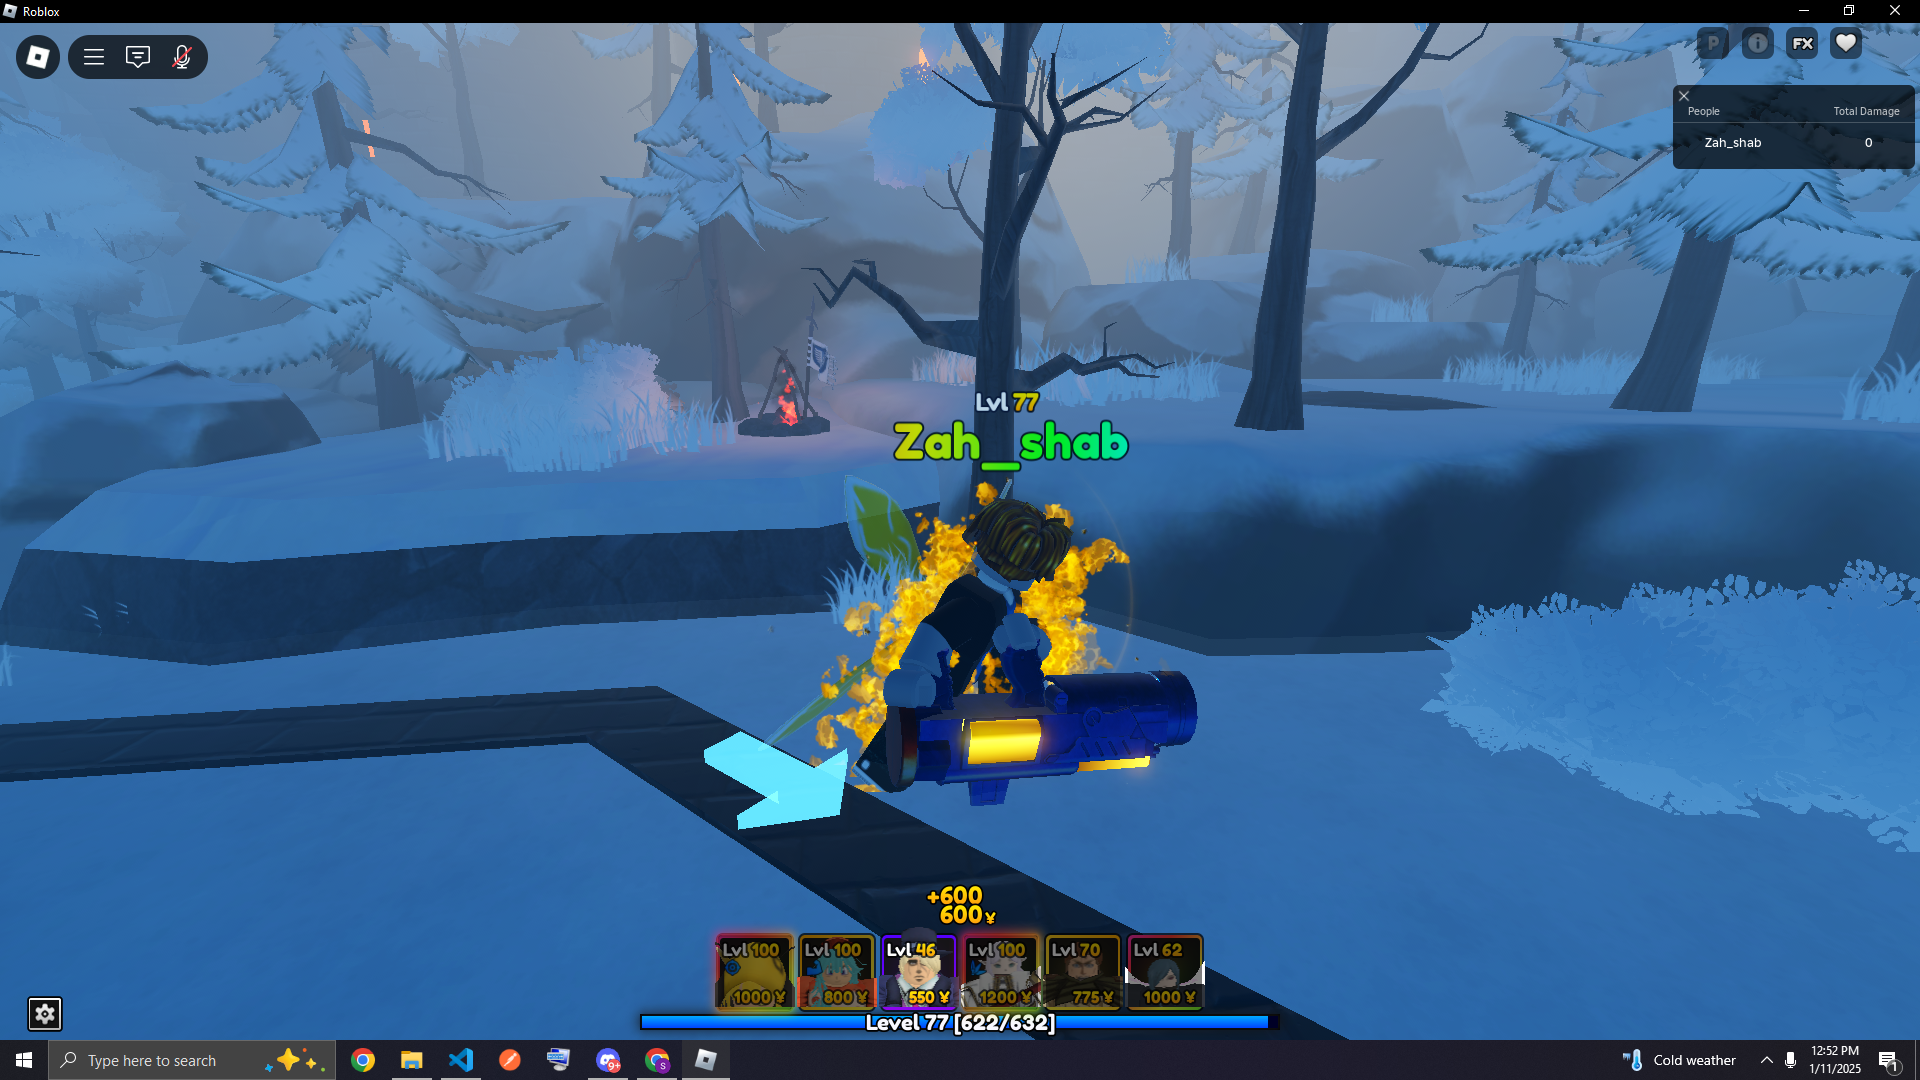 Roblox
P
FX
People Total Damage
Zah_shab 0
Lvl 77
Zah_shab
+600
600 ¥
Lvl 100 Lvl 100 Lvl 46 Lvl 100 Lvl 70 Lvl 62
1000 ¥ 800 ¥ 550 ¥ 1200 ¥ 775 ¥ 1000 ¥
Level 77 [622/632]
Type here to search
9+
S
Cold weather
12:52 PM
1/11/2025
1